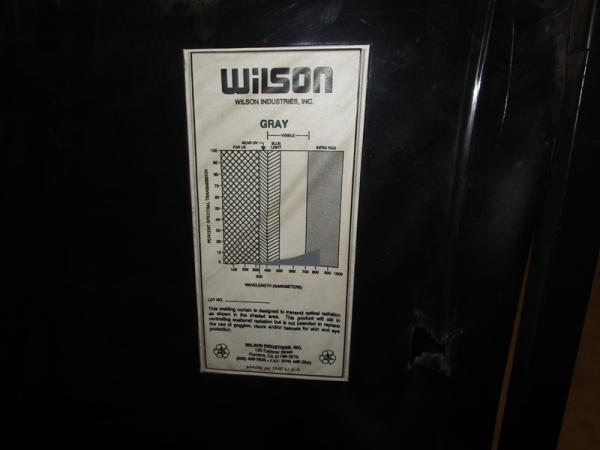 WilSON
WILSON INDUSTRIES, INC.
GRAY
VISIBLE
NEAR UV
BLUE
FAR UV
LIGHT
INFRA RED
PERCENT SPECTRAL TRANSMISSION
100
90
80
70
60
50
40
30
20
10
0
100 200 300 400 500 600 700 800 1000
WAVELENGTH (NANOMETERS)
LOT NO.
This welding curtain is designed to transmit optical radiation
as shown in the shaded area. This product will aid in
controlling scattered radiation but is not intended to replace
the use of goggles, visors and/or helmets for skin and eye
protection.
WILSON INDUSTRIES, INC.
Street
Pomona, CA
FAX:
MADE IN THE U.S.A.